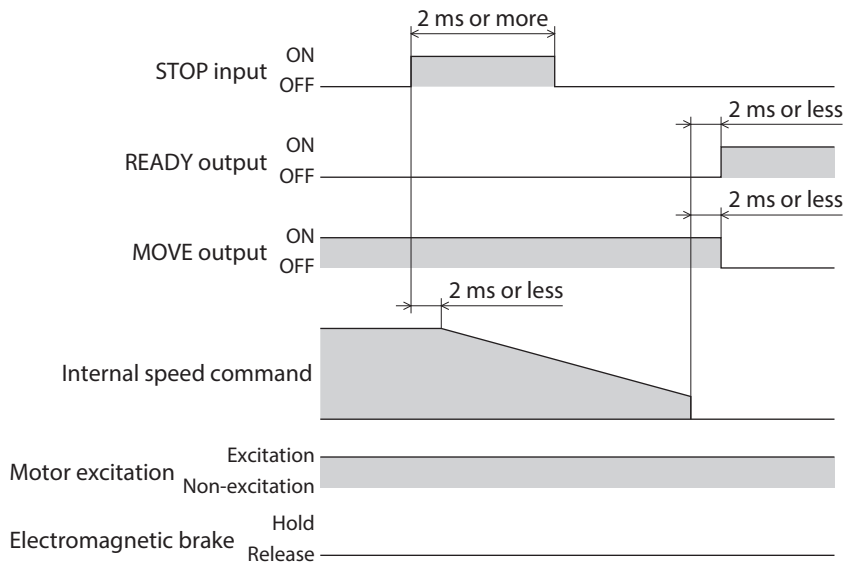 2 ms or more
ON
STOP input
OFF
2 ms or less
ON
READY output
OFF
2 ms or less
ON
MOVE output
OFF
2 ms or less
Internal speed command
Excitation
Motor excitation
Non-excitation
Hold
Electromagnetic brake
Release